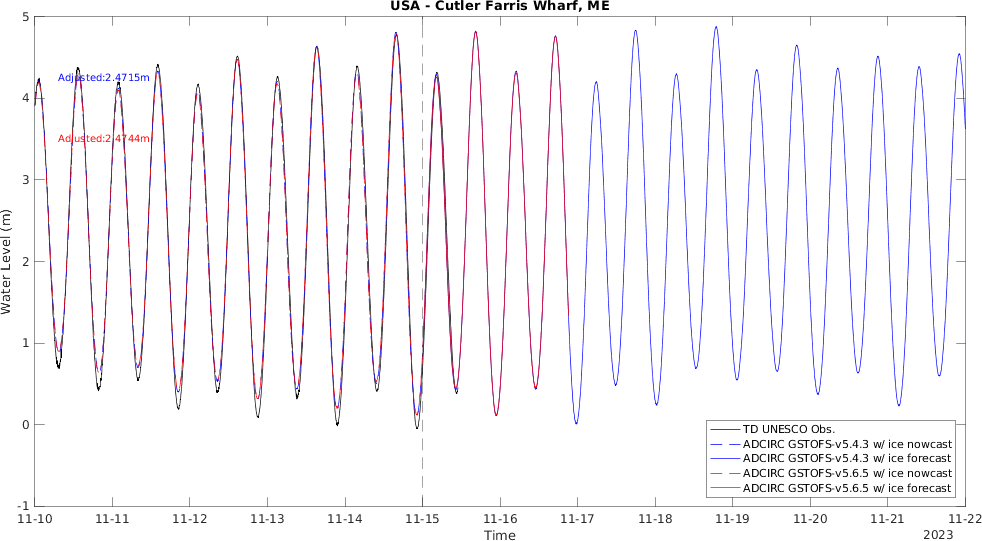 USA - Cutler Farris Wharf, ME
5
4
3
2
1
0
-1
Water Level (m)
Adjusted:2.4715m
Adjusted:2.4744m
TD UNESCO Obs.
ADCIRC GSTOFS-v5.4.3 w/ ice nowcast
ADCIRC GSTOFS-v5.4.3 w/ ice forecast
ADCIRC GSTOFS-v5.6.5 w/ ice nowcast
ADCIRC GSTOFS-v5.6.5 w/ ice forecast
11-10 11-11 11-12 11-13 11-14 11-15 11-16 11-17 11-18 11-19 11-20 11-21 11-22
Time
2023